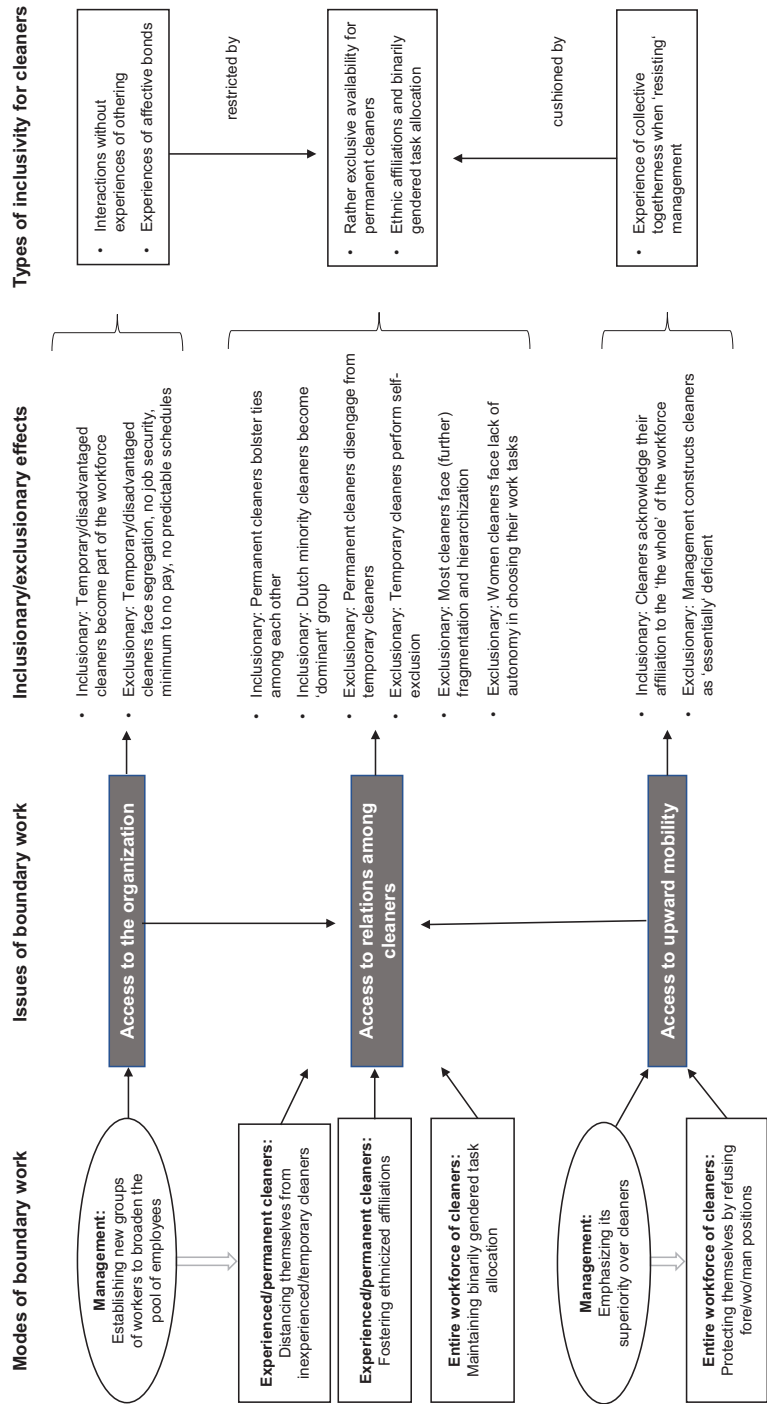 Modes of boundary work
Issues of boundary work
Inclusionary/exclusionary effects
Types of inclusivity for cleaners
Management:
Establishing new groups
of workers to broaden the
pool of employees
Experienced/permanent cleaners:
Distancing themselves from
inexperienced/temporary cleaners
Experienced/permanent cleaners:
Fostering ethnicized affiliations
Entire workforce of cleaners:
Maintaining binarily gendered task
allocation
Management:
Emphasizing its
superiority over cleaners
Entire workforce of cleaners:
Protecting themselves by refusing
fore/wo/man positions
Access to the organization
Access to relations among
cleaners
Access to upward mobility
• Inclusionary: Temporary/disadvantaged
cleaners become part of the workforce
• Exclusionary: Temporary/disadvantaged
cleaners face segregation, no job security,
minimum to no pay, no predictable schedules
• Inclusionary: Permanent cleaners bolster ties
among each other
• Inclusionary: Dutch minority cleaners become
‘dominant‘ group
• Exclusionary: Permanent cleaners disengage from
temporary cleaners
• Exclusionary: Temporary cleaners perform self-
exclusion
• Exclusionary: Most cleaners face (further)
fragmentation and hierarchization
• Exclusionary: Women cleaners face lack of
autonomy in choosing their work tasks
• Inclusionary: Cleaners acknowledge their
affiliation to the ‘the whole‘ of the workforce
• Exclusionary: Management constructs cleaners
as ‘essentially‘ deficient
• Interactions without
experiences of othering
• Experiences of affective bonds
restricted by
• Rather exclusive availability for
permanent cleaners
• Ethnic affiliations and binarily
gendered task allocation
cushioned by
• Experience of collective
togetherness when ‘resisting‘
management